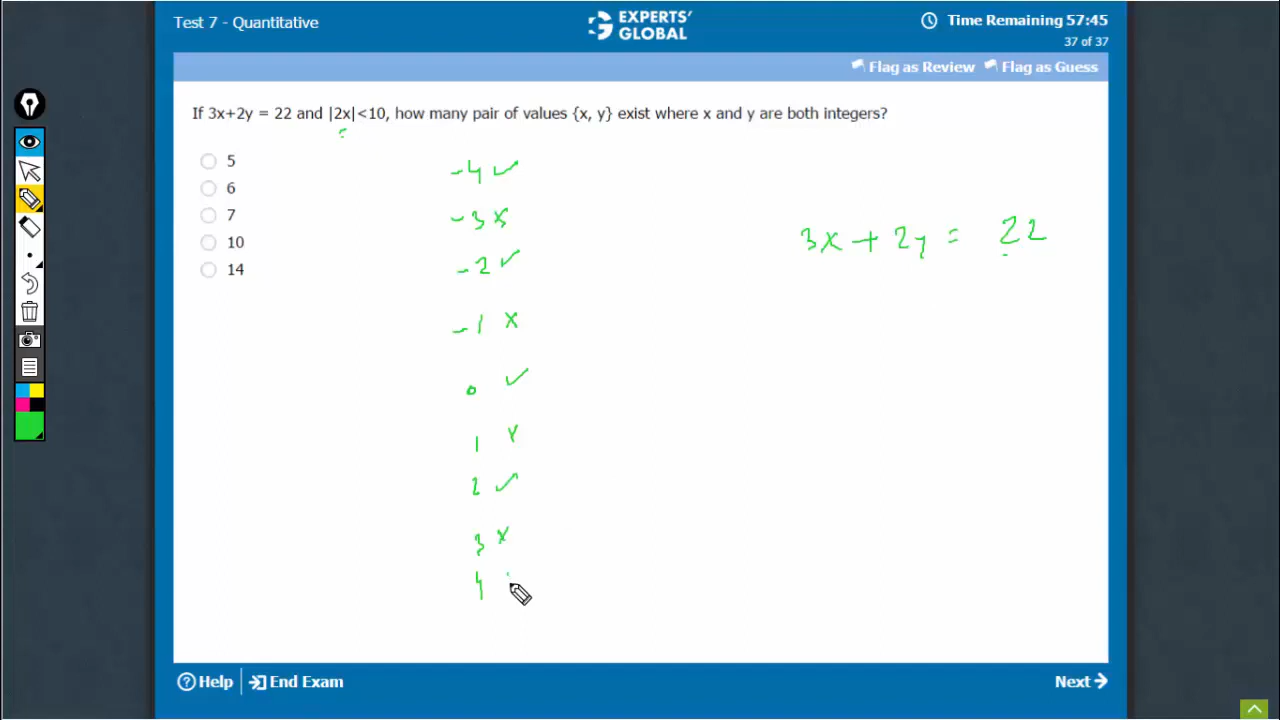 Test 7 - Quantitative
EXPERTS'
GLOBAL
Time Remaining 57:45
37 of 37
Flag as Review Flag as Guess
If 3x+2y = 22 and |2x|<10, how many pair of values {x, y} exist where x and y are both integers?
5
6
7
10
14
-4 ✓
-3 x
-2 ✓
-1 x
0 ✓
1 x
2 ✓
3 x
4
3x + 2y = 22
Help
End Exam
Next